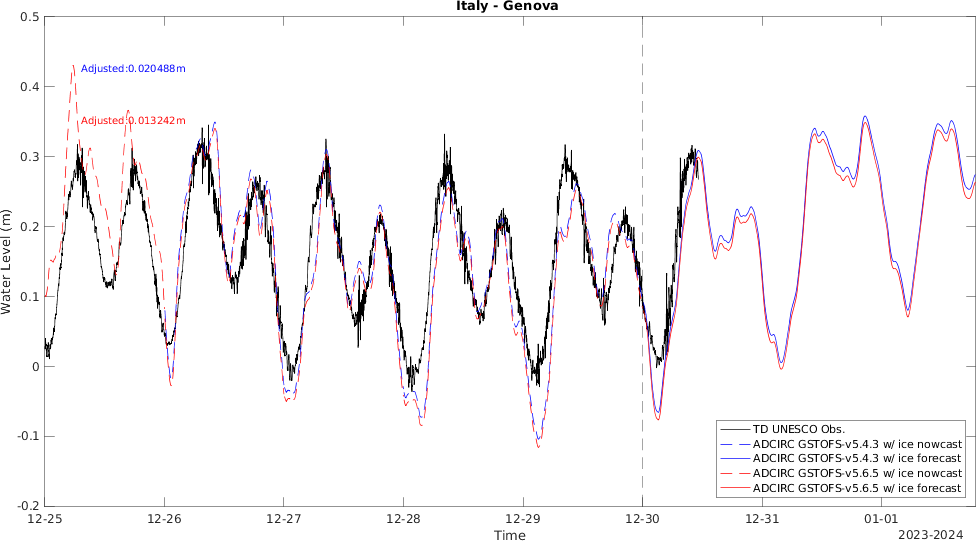 Italy - Genova
0.5
0.4
0.3
0.2
0.1
0
-0.1
-0.2
Water Level (m)
Adjusted:0.020488m
Adjusted:0.013242m
TD UNESCO Obs.
ADCIRC GSTOFS-v5.4.3 w/ ice nowcast
ADCIRC GSTOFS-v5.4.3 w/ ice forecast
ADCIRC GSTOFS-v5.6.5 w/ ice nowcast
ADCIRC GSTOFS-v5.6.5 w/ ice forecast
12-25 12-26 12-27 12-28 12-29 12-30 12-31 01-01
Time
2023-2024